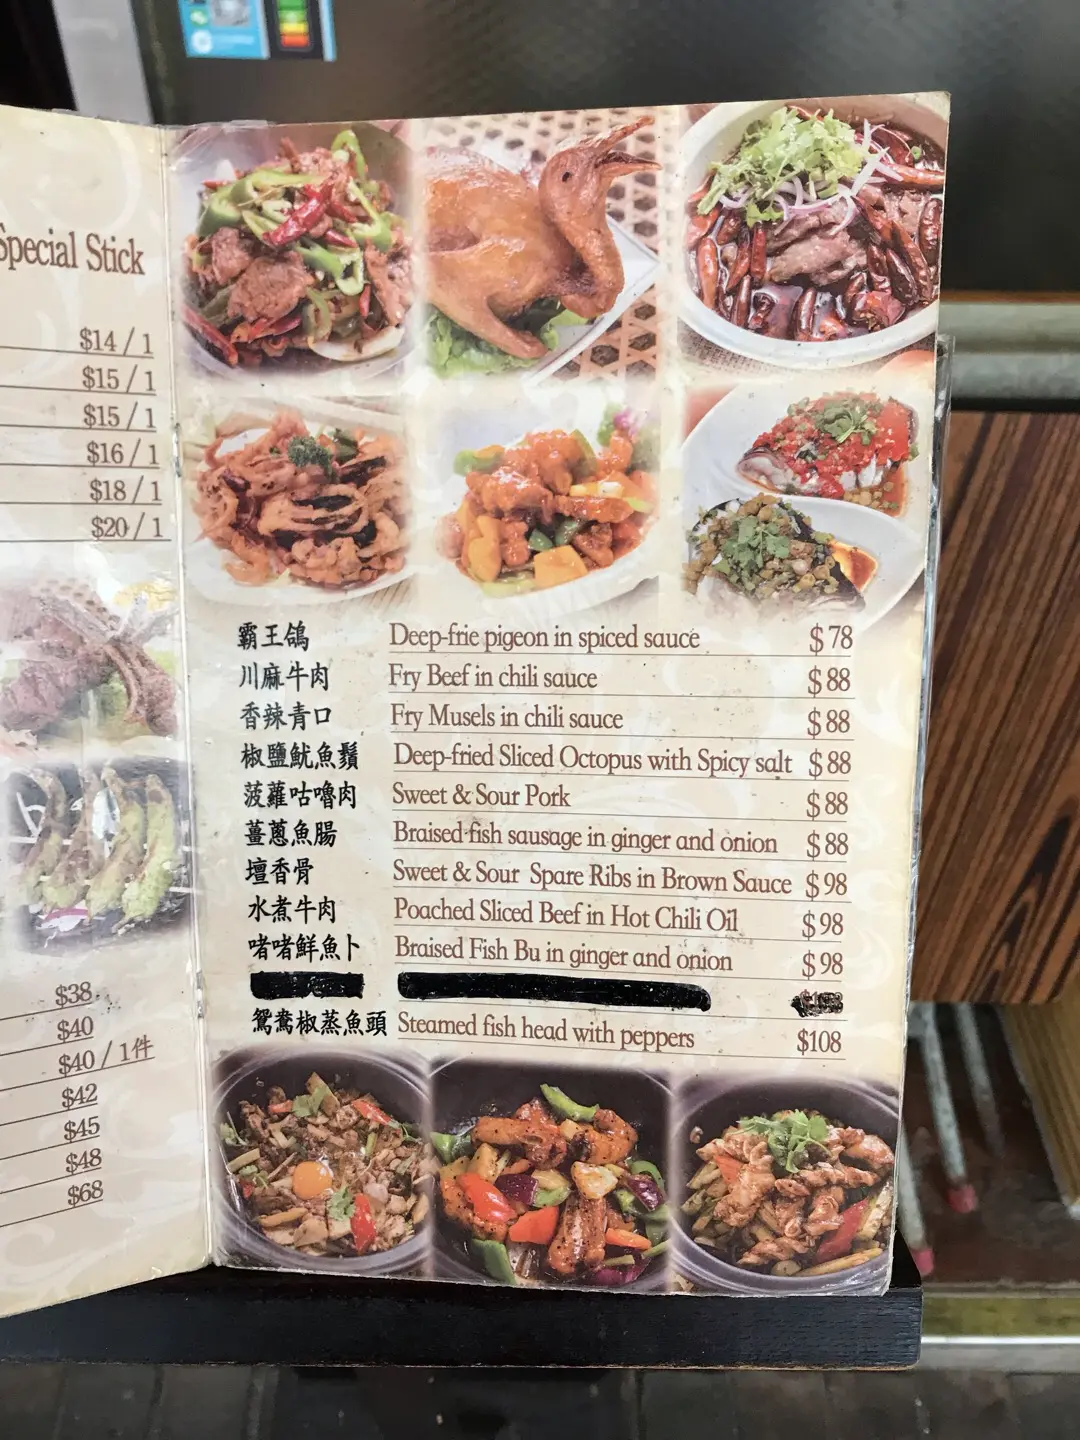 Special Stick
$14 / 1
$15 / 1
$15 / 1
$16 / 1
$18 / 1
$20 / 1
$38
$40
$40 / 1件
$42
$45
$48
$68
霸王鴿 Deep-frie pigeon in spiced sauce $78
川麻牛肉 Fry Beef in chili sauce $88
香辣青口 Fry Musels in chili sauce $88
椒鹽魷魚鬚 Deep-fried Sliced Octopus with Spicy salt $88
菠蘿咕嚕肉 Sweet & Sour Pork $88
薑蔥魚腸 Braised fish sausage in ginger and onion $88
壇香骨 Sweet & Sour Spare Ribs in Brown Sauce $98
水煮牛肉 Poached Sliced Beef in Hot Chili Oil $98
啫啫鮮魚卜 Braised Fish Bu in ginger and onion $98
鴛鴦椒蒸魚頭 Steamed fish head with peppers $108